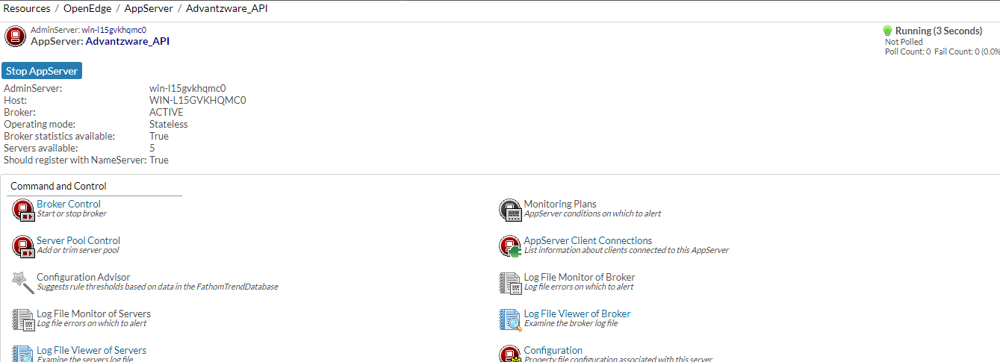 Resources / OpenEdge / AppServer / Advantzware_API
AdminServer: win-l15gvkhqmc0
AppServer: Advantzware_API
Running (3 Seconds)
Not Polled
Poll Count: 0 Fail Count: 0 (0.0%
Stop AppServer
AdminServer: win-l15gvkhqmc0
Host: WIN-L15GVKHQMC0
Broker: ACTIVE
Operating mode: Stateless
Broker statistics available: True
Servers available: 5
Should register with NameServer: True
Command and Control
Broker Control
Start or stop broker
Monitoring Plans
AppServer conditions on which to alert
Server Pool Control
Add or trim server pool
AppServer Client Connections
List information about clients connected to this AppServer
Configuration Advisor
Suggests rule thresholds based on data in the FathomTrendDatabase
Log File Monitor of Broker
Log file errors on which to alert
Log File Monitor of Servers
Log file errors on which to alert
Log File Viewer of Broker
Examine the broker log file
Log File Viewer of Servers
Examine the servers log file
Configuration
Property file configuration associated with this server